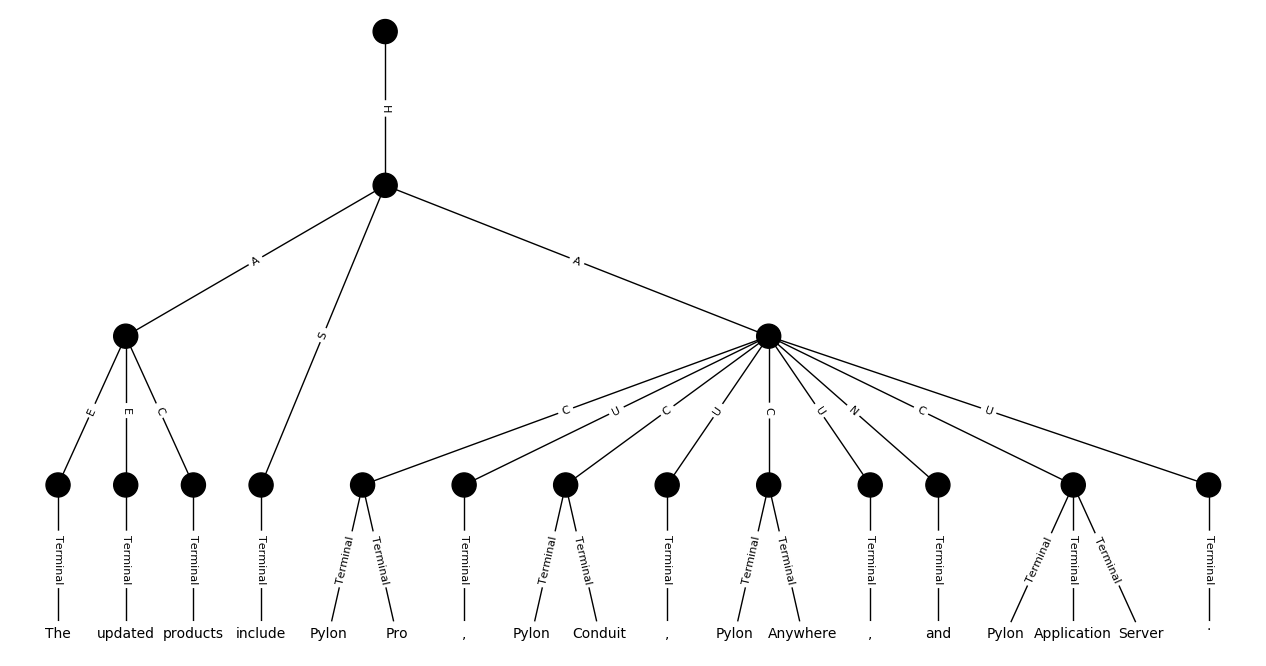 H
A
A
S
E
E
C
C
U
C
U
C
U
N
C
U
Terminal Terminal Terminal Terminal Terminal Terminal Terminal Terminal Terminal Terminal Terminal Terminal Terminal Terminal Terminal Terminal Terminal Terminal
The updated products include Pylon Pro , Pylon Conduit , Pylon Anywhere , and Pylon Application Server .